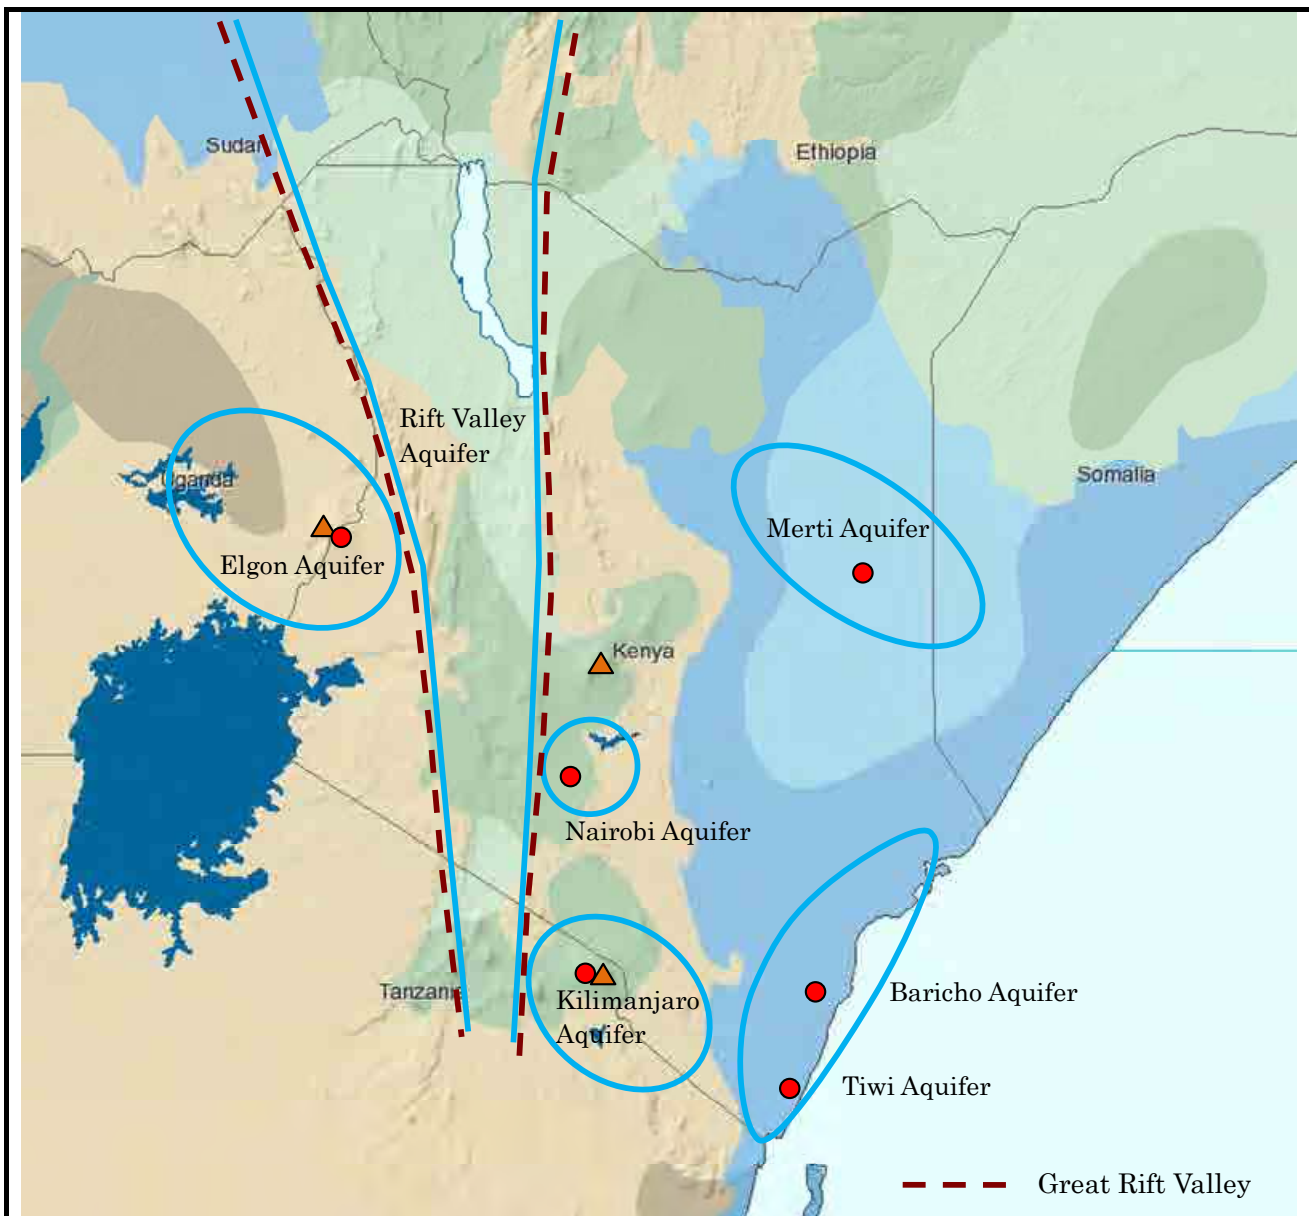 Sudan
Ethiopia
Rift Valley
Aquifer
Somalia
Uganda
Merti Aquifer
Elgon Aquifer
Kenya
Nairobi Aquifer
Tanzania
Kilimanjaro
Aquifer
Baricho Aquifer
Tiwi Aquifer
Great Rift Valley